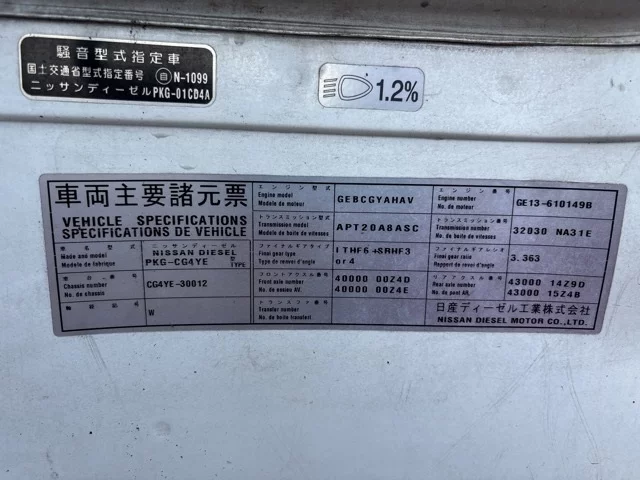 騒音型式指定車
国土交通省型式指定番号 自 N-1099
ニッサンディーゼル PKG-01CD4A
1.2%
車両主要諸元票
VEHICLE SPECIFICATIONS
SPECIFICATIONS DE VEHICLE
型式
Model
Modele de fabrique
ニッサンディーゼル
NISSAN DIESEL
PKG-CG4YE
型
TYPE
車台番号
Chassis number
No. de chassis
CG4YE-30012
W
エンジン型式
Engine model
Modele de moteur
GEBCGYAHAV
エンジン番号
Engine number
No. de moteur
GE13-610149B
トランスミッション型式
Transmission model
Modele de boite de vitesses
APT20A8ASC
トランスミッション番号
Transmission number
No. de boite de vitesses
32030 NA31E
ファイナルギアタイプ
Final gear type
Type de renvoi d'angle
1THF6 +SRHF3
or4
ファイナルギアレシオ
Final gear ratio
Rapport de renvoi d'angle
3.363
フロントアクスル番号
Front axle number
No. de essieu AV.
40000 00Z4D
40000 00Z4E
リアアクスル番号
Rear axle number
No. de pont AR.
43000 14Z9D
43000 15Z4B
トランスファ番号
Transfer number
No. de boite transfert
日産ディーゼル工業株式会社
NISSAN DIESEL MOTOR CO.,LTD.